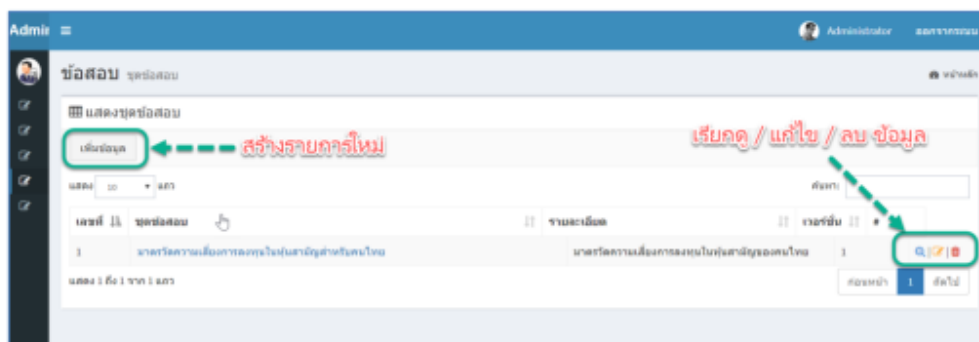 Admin
Administrator ออกจากระบบ
ข้อสอบ ชุดข้อสอบ
หน้าหลัก
แสดงชุดข้อสอบ
เพิ่มข้อมูล สร้างรายการใหม่
เรียกดู / แก้ไข / ลบ ข้อมูล
แสดง 10 แถว ค้นหา:
เลขที่ ชุดข้อสอบ รายละเอียด เวอร์ชั่น #
1 มาตรวัดความเสี่ยงการลงทุนในหุ้นสามัญสำหรับคนไทย มาตรวัดความเสี่ยงการลงทุนในหุ้นสามัญของคนไทย 1
แสดง 1 ถึง 1 จาก 1 แถว ก่อนหน้า 1 ถัดไป